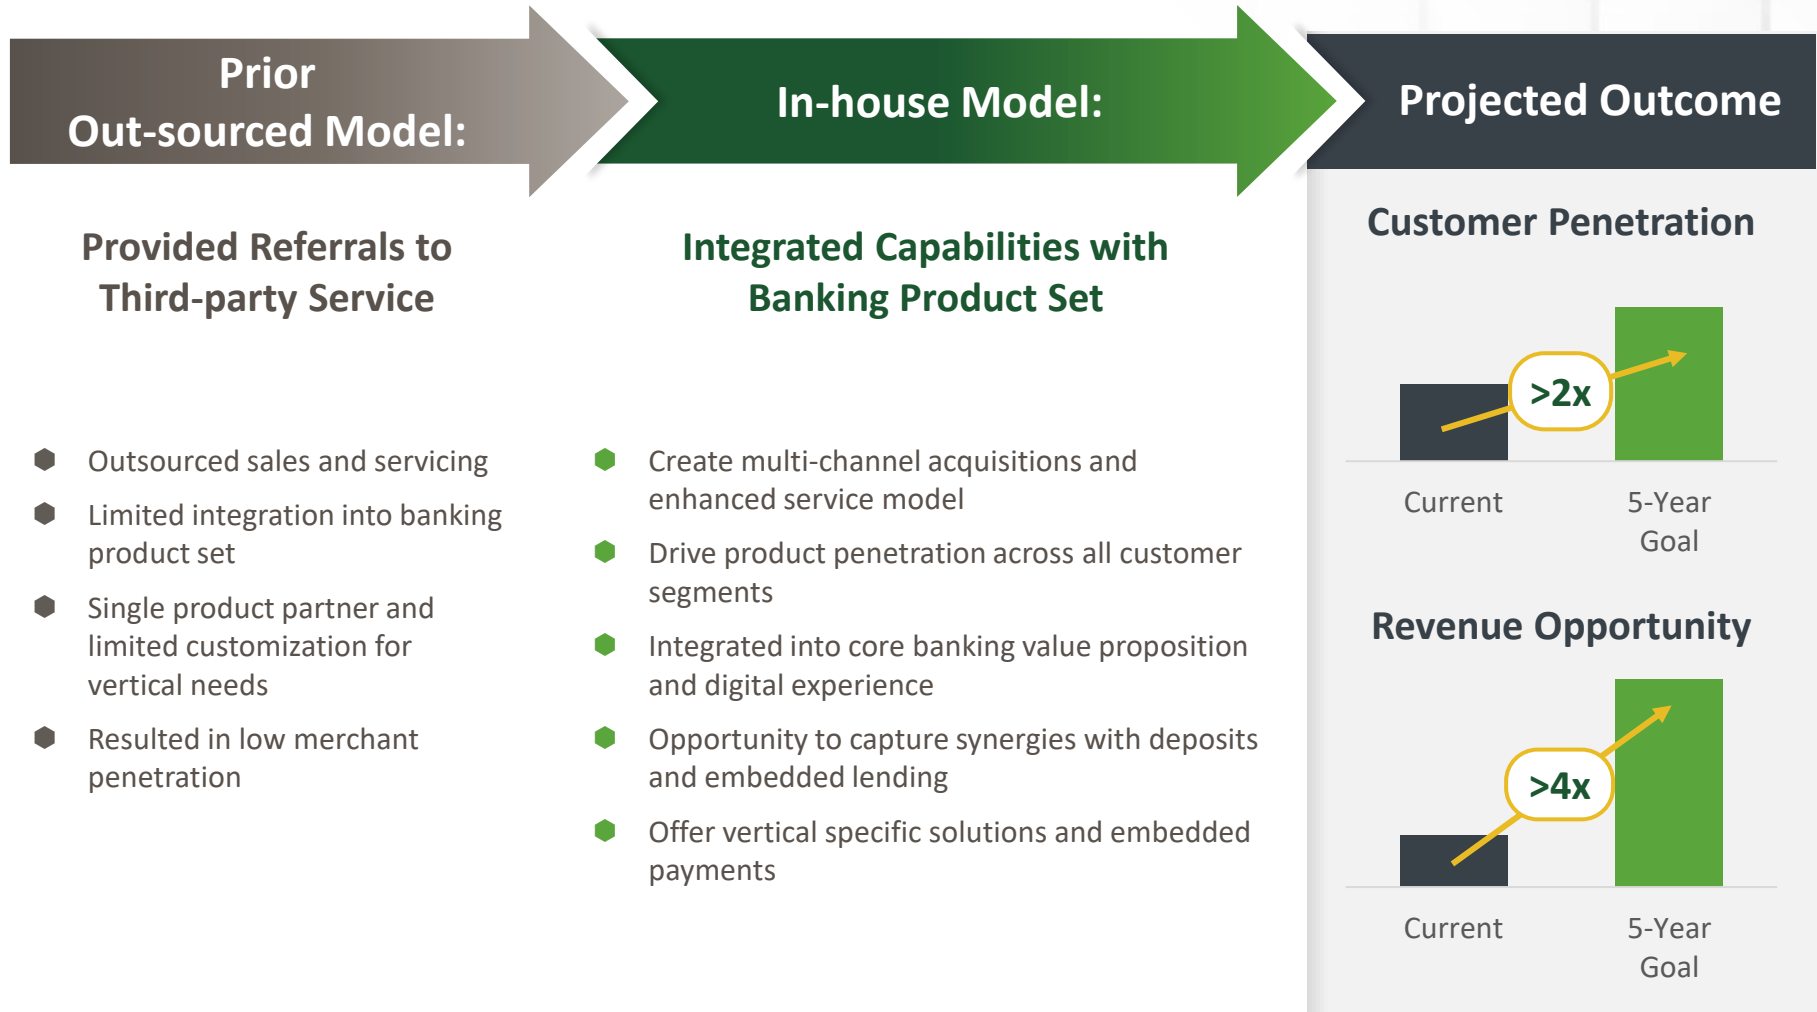 Prior
Out-sourced Model:
Provided Referrals to
Third-party Service
Outsourced sales and servicing
Limited integration into banking
product set
Single product partner and
limited customization for
vertical needs
Resulted in low merchant
penetration
In-house Model:
Integrated Capabilities with
Banking Product Set
Create multi-channel acquisitions and
enhanced service model
Drive product penetration across all customer
segments
Integrated into core banking value proposition
and digital experience
Opportunity to capture synergies with deposits
and embedded lending
Offer vertical specific solutions and embedded
payments
Projected Outcome
Customer Penetration
>2x
Current
5-Year
Goal
Revenue Opportunity
>4x
Current
5-Year
Goal